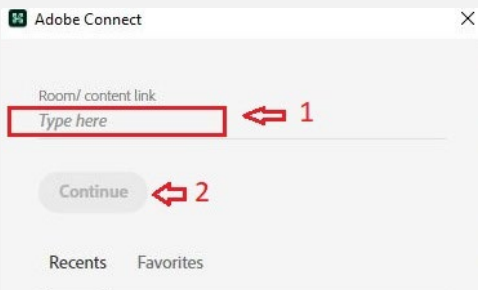 Adobe Connect
Room/ content link
Type here
1
Continue
2
Recents Favorites